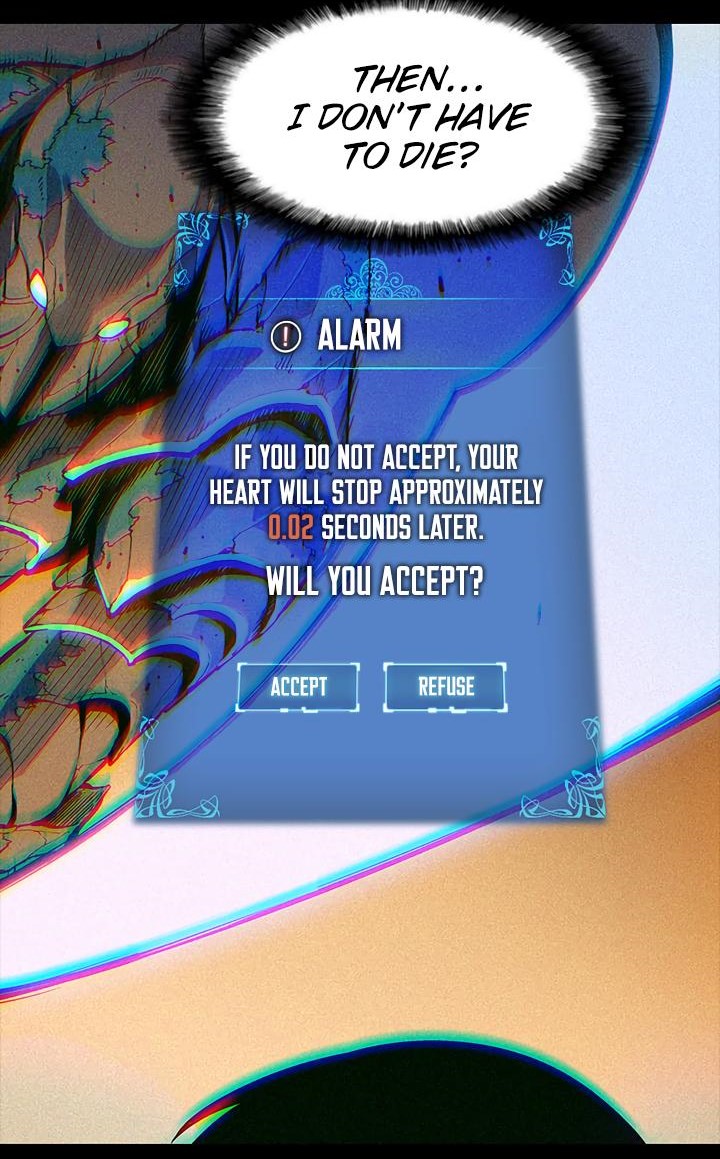 THEN...
I DON'T HAVE
TO DIE?
! ALARM
IF YOU DO NOT ACCEPT, YOUR
HEART WILL STOP APPROXIMATELY
0.02 SECONDS LATER.
WILL YOU ACCEPT?
ACCEPT REFUSE